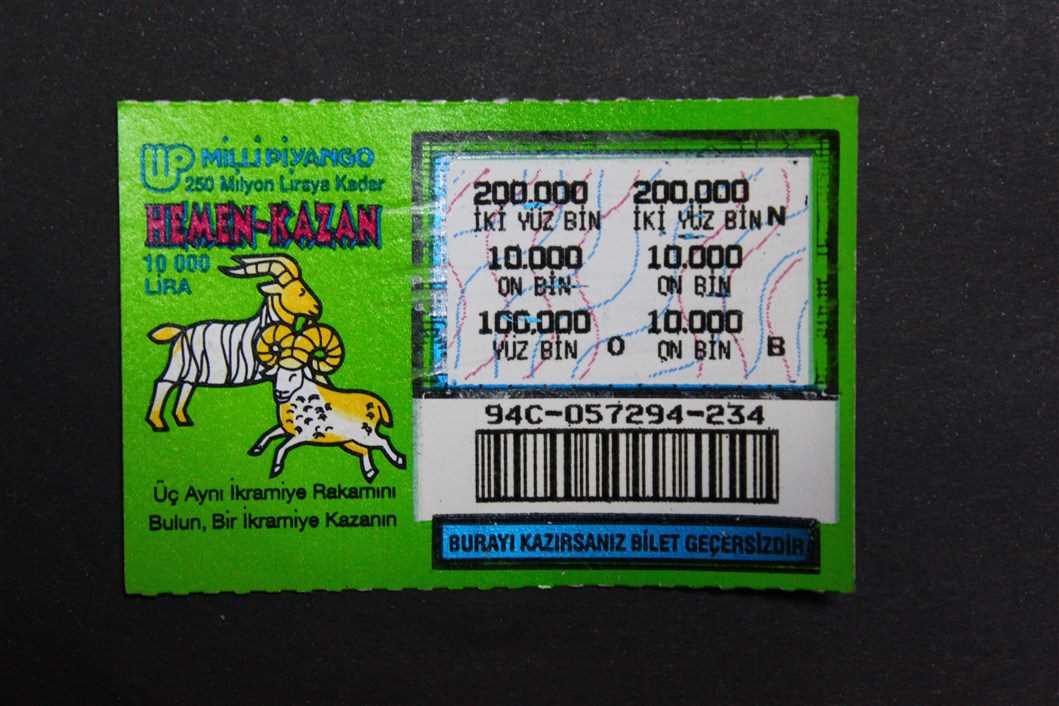 MİLLİ PİYANGO
250 Milyon Liraya Kadar
HEMEN-KAZAN
10 000
LİRA
Üç Aynı İkramiye Rakamını
Bulun, Bir İkramiye Kazanın
200.000 200.000
İKİ YÜZ BİN İKİ YÜZ BİN N
10.000 10.000
ON BİN ON BİN
100.000 10.000
YÜZ BİN O ON BİN B
94C-057294-234
BURAYI KAZIRSANIZ BİLET GEÇERSİZDİR